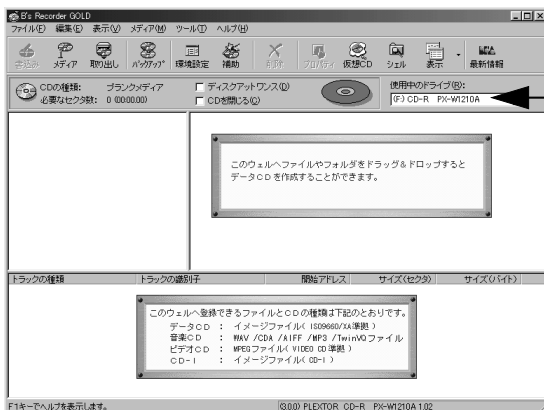 B's Recorder GOLD
ファイル(F) 編集(E) 表示(V) メディア(M) ツール(T) ヘルプ(H)
書込み メディア 取り出し バックアップ 環境設定 補助 削除 プロパティ 仮想CD シェル 表示 最新情報
CDの種類: ブランクメディア
必要なセクタ数: 0 (00:00.00)
ディスクアットワンス(D)
CDを閉じる(C)
使用中のドライブ(R):
(F:) CD-R PX-W1210A
このウェルへファイルやフォルダをドラッグ&ドロップすると
データCDを作成することができます。
トラックの種類 トラックの識別子 開始アドレス サイズ(セクタ) サイズ(バイト)
このウェルへ登録できるファイルとCDの種類は下記のとおりです。
データCD : イメージファイル( ISO9660/XA準拠 )
音楽CD : WAV /CDA /AIFF /MP3 /TwinVQファイル
ビデオCD : MPEGファイル( VIDEO CD準拠 )
CD-I : イメージファイル( CD-I )
F1キーでヘルプを表示します。
(3:0:0) PLEXTOR CD-R PX-W1210A 1.02